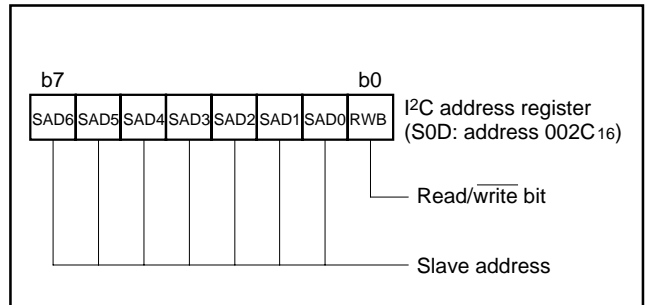 b7 b0
SAD6 SAD5 SAD4 SAD3 SAD2 SAD1 SAD0 RWB
I2C address register
(S0D: address 002C16)
Read/write bit
Slave address